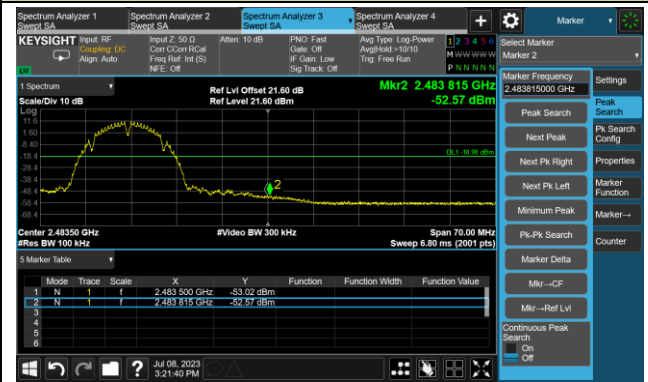 Spectrum Analyzer 1
Swept SA
Spectrum Analyzer 2
Swept SA
Spectrum Analyzer 3
Swept SA
Spectrum Analyzer 4
Swept SA
+
Marker
KEYSIGHT
Input: RF
Coupling: DC
Align: Auto
Input Z: 50 Ω
Corr CCorr RCal
Freq Ref: Int (S)
NFE: Off
Atten: 10 dB
PNO: Fast
Gate: Off
IF Gain: Low
Sig Track: Off
Avg Type: Log-Power
Avg|Hold:>10/10
Trig: Free Run
1 2 3 4 5 6
M W W W W W
P N N N N N
Select Marker
Marker 2
1 Spectrum
Scale/Div 10 dB
Ref Lvl Offset 21.60 dB
Ref Level 21.60 dBm
Mkr2 2.483 815 GHz
-52.57 dBm
Log
11.6
1.60
-8.40
-18.4
-28.4
-38.4
-48.4
-58.4
-68.4
DL1 -18.98 dBm
2
Center 2.48350 GHz
#Res BW 100 kHz
#Video BW 300 kHz
Span 70.00 MHz
Sweep 6.80 ms (2001 pts)
5 Marker Table
Mode Trace Scale X Y Function Function Width Function Value
1 N 1 f 2.483 500 GHz -53.02 dBm
2 N 1 f 2.483 815 GHz -52.57 dBm
3
4
5
6
Marker Frequency
2.483815000 GHz
Peak Search
Next Peak
Next Pk Right
Next Pk Left
Minimum Peak
Pk-Pk Search
Marker Delta
Mkr→CF
Mkr→Ref Lvl
Continuous Peak
Search
On
Off
Settings
Peak
Search
Pk Search
Config
Properties
Marker
Function
Marker→
Counter
?
Jul 08, 2023
3:21:40 PM